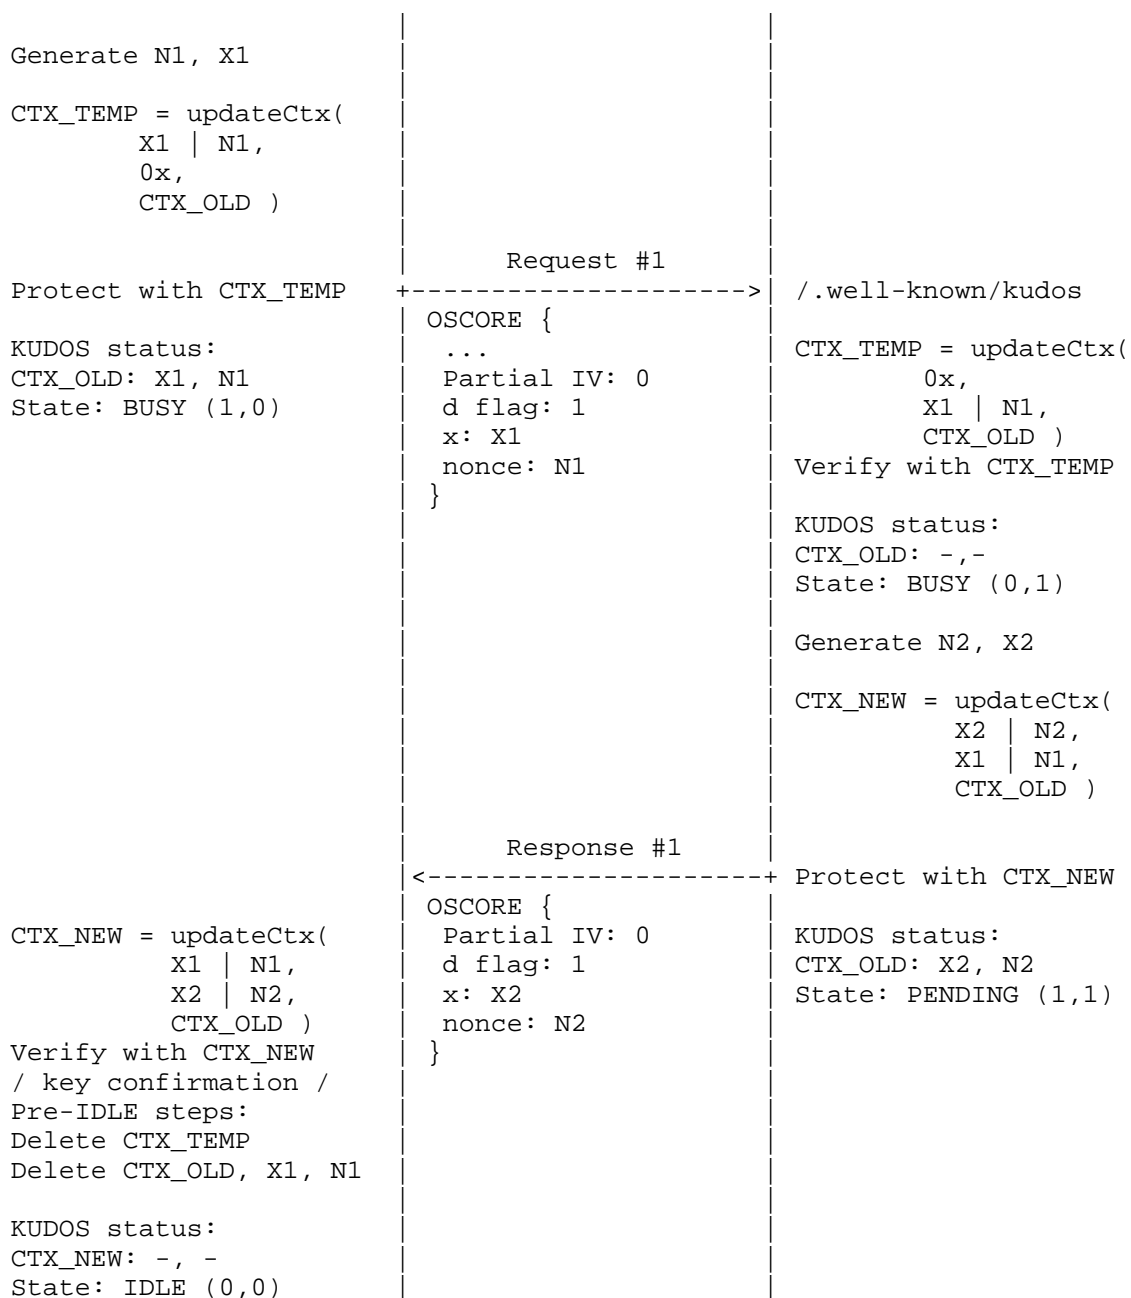 |                      |
Generate N1, X1          |                      |
                         |                      |
CTX_TEMP = updateCtx(    |                      |
        X1 | N1,         |                      |
        0x,              |                      |
        CTX_OLD )        |                      |
                         |                      |
                         |      Request #1      |
Protect with CTX_TEMP   +--------------------->| /.well-known/kudos
                         | OSCORE {             |
KUDOS status:            |  ...                 | CTX_TEMP = updateCtx(
CTX_OLD: X1, N1          |  Partial IV: 0       |         0x,
State: BUSY (1,0)        |  d flag: 1           |         X1 | N1,
                         |  x: X1               |         CTX_OLD )
                         |  nonce: N1           | Verify with CTX_TEMP
                         | }                    |
                         |                      | KUDOS status:
                         |                      | CTX_OLD: -,-
                         |                      | State: BUSY (0,1)
                         |                      |
                         |                      | Generate N2, X2
                         |                      |
                         |                      | CTX_NEW = updateCtx(
                         |                      |           X2 | N2,
                         |                      |           X1 | N1,
                         |                      |           CTX_OLD )
                         |                      |
                         |      Response #1     |
                         |<---------------------+ Protect with CTX_NEW
                         | OSCORE {             |
CTX_NEW = updateCtx(     |  Partial IV: 0       | KUDOS status:
          X1 | N1,       |  d flag: 1           | CTX_OLD: X2, N2
          X2 | N2,       |  x: X2               | State: PENDING (1,1)
          CTX_OLD )      |  nonce: N2           |
Verify with CTX_NEW      | }                    |
/ key confirmation /     |                      |
Pre-IDLE steps:          |                      |
Delete CTX_TEMP          |                      |
Delete CTX_OLD, X1, N1   |                      |
                         |                      |
KUDOS status:            |                      |
CTX_NEW: -, -            |                      |
State: IDLE (0,0)        |                      |